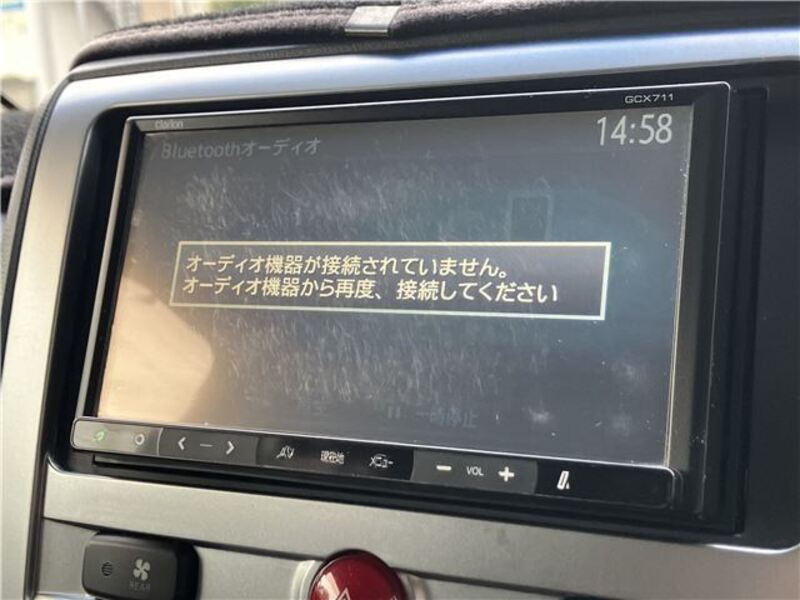 GCX711
Clarion
14:58
Bluetoothオーディオ
オーディオ機器が接続されていません。
オーディオ機器から再度、接続してください
一時停止
AV
現在地
メニュー
VOL
REAR